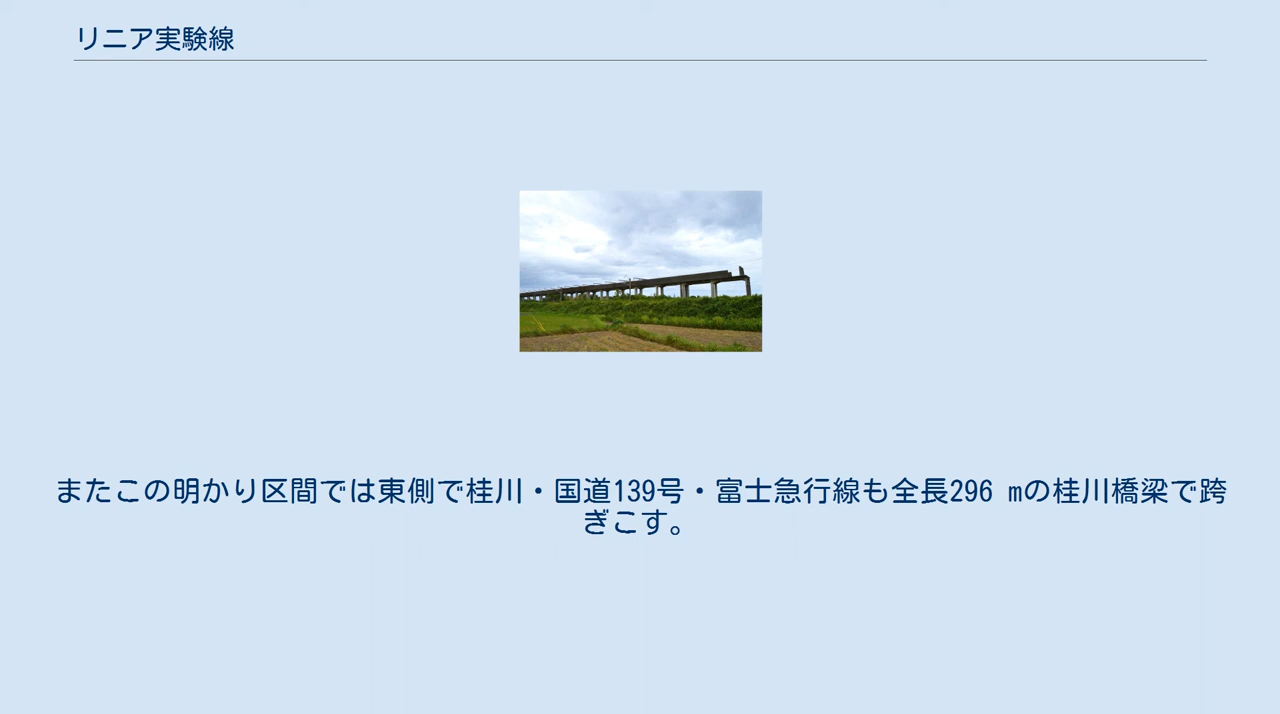 リニア実験線
またこの明かり区間では東側で桂川・国道139号・富士急行線も全長296 mの桂川橋梁で跨
ぎこす。